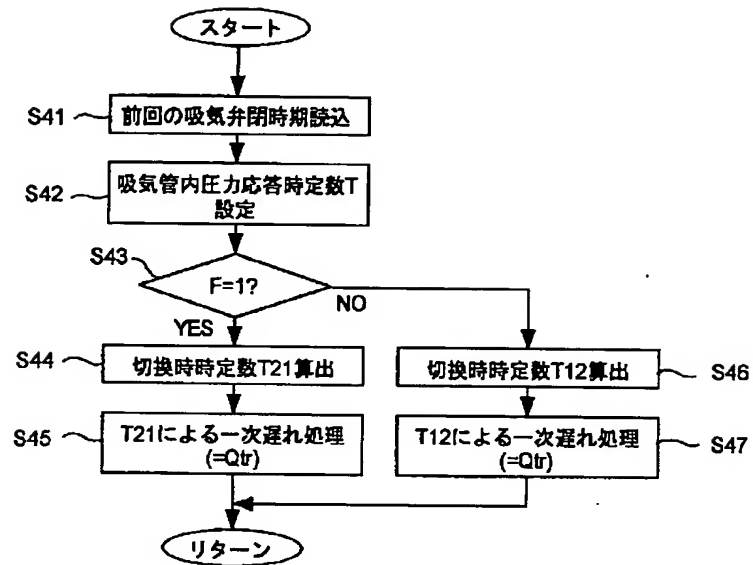 スタート
S41
前回の吸気弁閉時期読込
S42
吸気管内圧力応答時定数T
設定
S43
F=1?
NO
YES
S44
切換時時定数T21算出
切換時時定数T12算出
S46
S45
T21による一次遅れ処理
(=Qtr)
T12による一次遅れ処理
(=Qtr)
S47
リターン